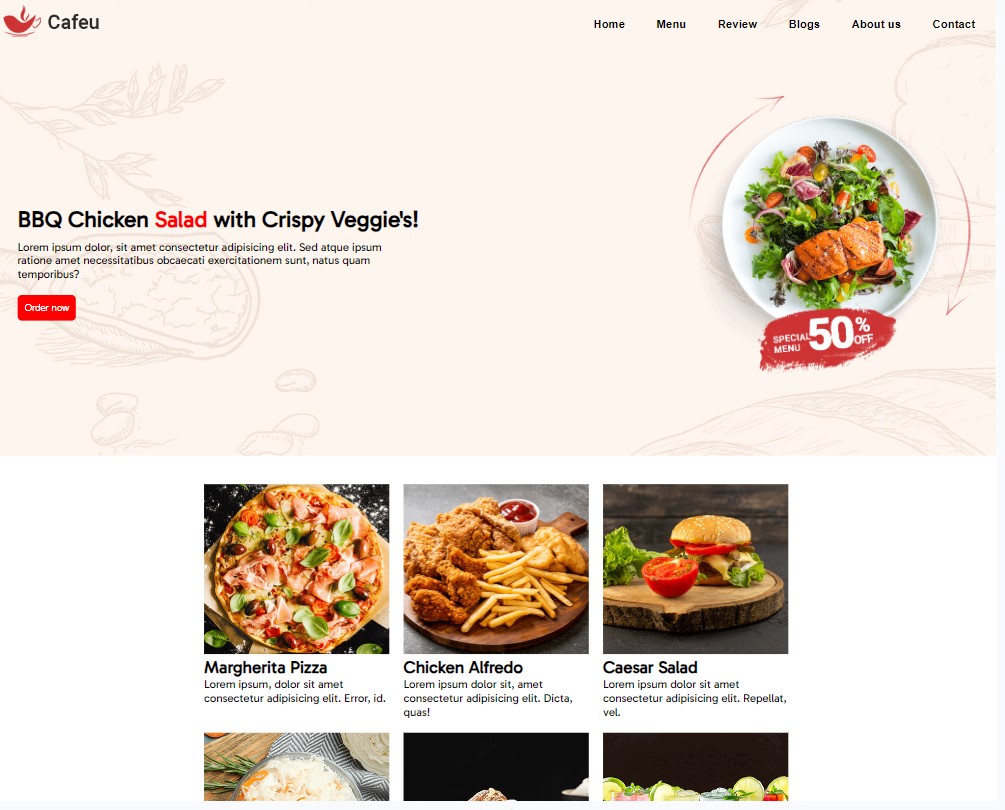 Cafeu
Home Menu Review Blogs About us Contact
BBQ Chicken Salad with Crispy Veggie's!
Lorem ipsum dolor, sit amet consectetur adipisicing elit. Sed atque ipsum
ratione amet necessitatibus obcaecati exercitationem sunt, natus quam
temporibus?
Order now
SPECIAL
MENU
50%
OFF
Margherita Pizza
Lorem ipsum, dolor sit amet
consectetur adipisicing elit. Error, id.
Chicken Alfredo
Lorem ipsum dolor sit, amet
consectetur adipisicing elit. Dicta,
quas!
Caesar Salad
Lorem ipsum dolor sit amet
consectetur adipisicing elit. Repellat,
vel.